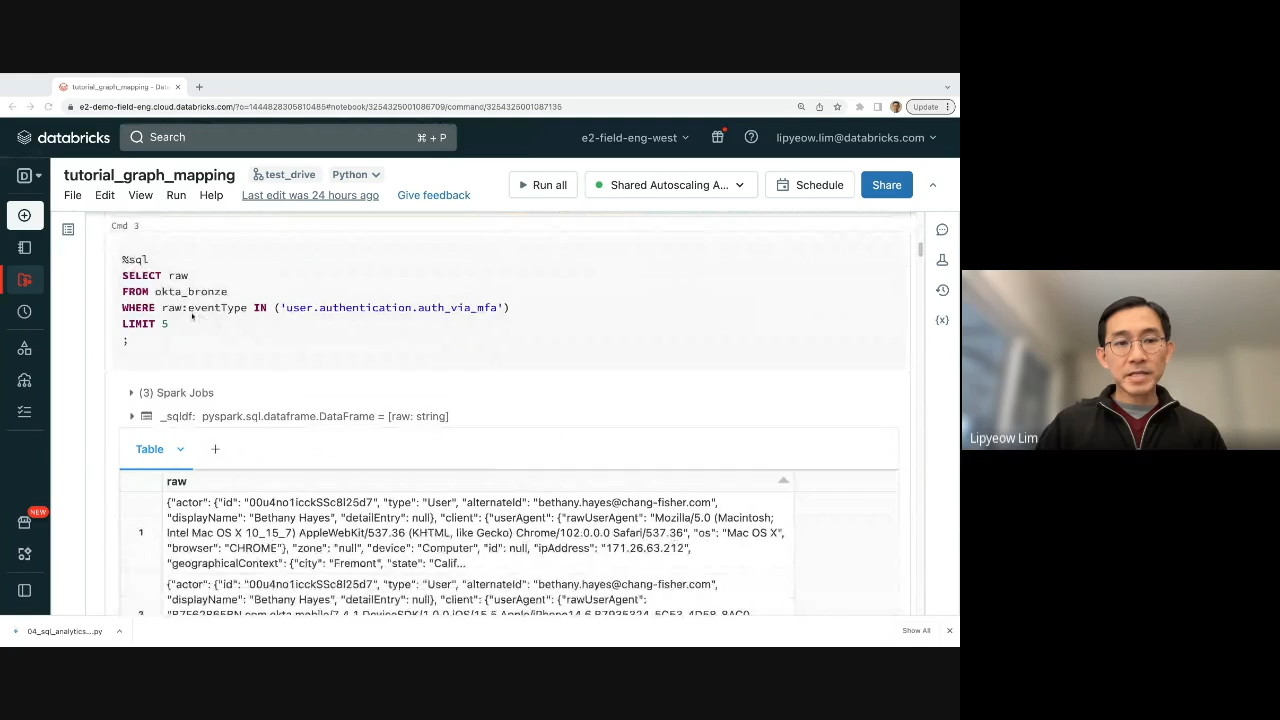 tutorial_graph_mapping - Data
e2-demo-field-eng.cloud.databricks.com/?o=1444828305810485#notebook/3254325001086709/command/3254325001087135
Update
databricks
Search
⌘ + P
e2-field-eng-west
lipyeow.lim@databricks.com
D
tutorial_graph_mapping
test_drive
Python
File Edit View Run Help
Last edit was 24 hours ago
Give feedback
Run all
Shared Autoscaling A...
Schedule
Share
Cmd 3
%sql
SELECT raw
FROM okta_bronze
WHERE raw:eventType IN ('user.authentication.auth_via_mfa')
LIMIT 5
;
(3) Spark Jobs
_sqldf: pyspark.sql.dataframe.DataFrame = [raw: string]
Table
+
raw
1
{"actor": {"id": "00u4no1icckSSc8l25d7", "type": "User", "alternateId": "bethany.hayes@chang-fisher.com",
"displayName": "Bethany Hayes", "detailEntry": null}, "client": {"userAgent": {"rawUserAgent": "Mozilla/5.0 (Macintosh;
Intel Mac OS X 10_15_7) AppleWebKit/537.36 (KHTML, like Gecko) Chrome/102.0.0.0 Safari/537.36", "os": "Mac OS X",
"browser": "CHROME"}, "zone": "null", "device": "Computer", "id": null, "ipAddress": "171.26.63.212",
"geographicalContext": {"city": "Fremont", "state": "Calif...
{"actor": {"id": "00u4no1icckSSc8l25d7", "type": "User", "alternateId": "bethany.hayes@chang-fisher.com",
"displayName": "Bethany Hayes", "detailEntry": null}, "client": {"userAgent": {"rawUserAgent":
NEW
{x}
04_sql_analytics....py
Show All
Lipyeow Lim